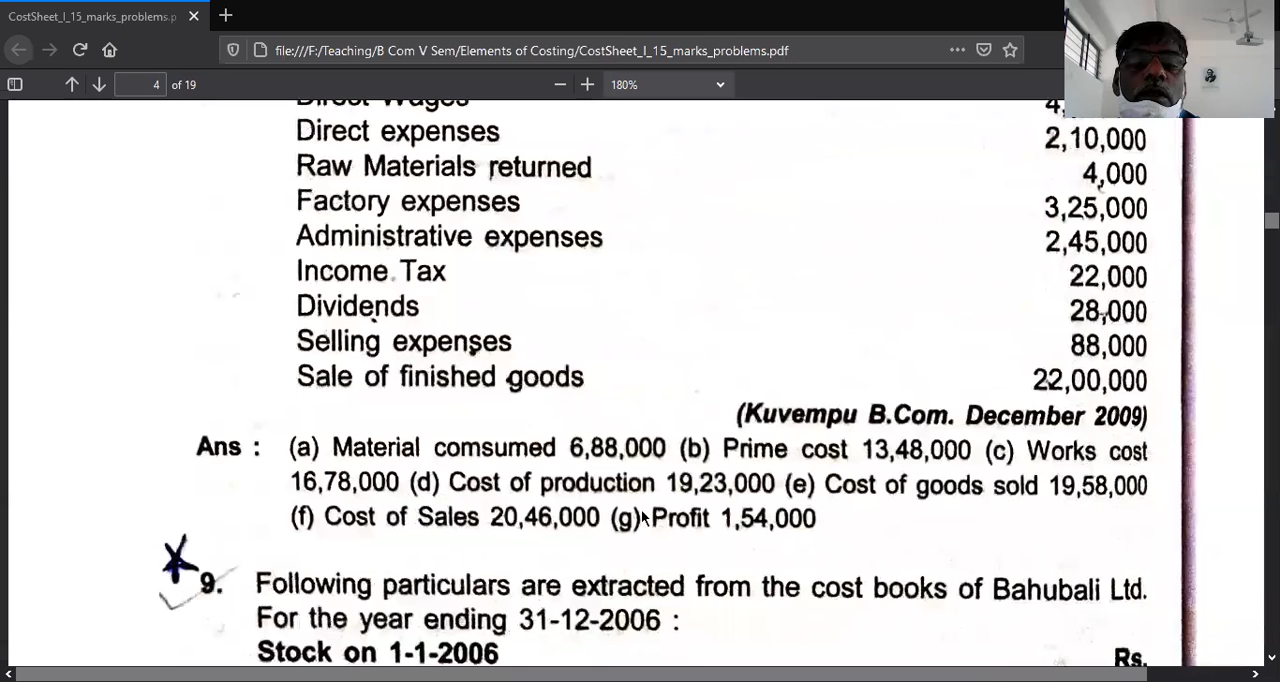 CostSheet_I_15_marks_problems.p
file:///F:/Teaching/B Com V Sem/Elements of Costing/CostSheet_I_15_marks_problems.pdf
4 of 19
180%
Direct Wages 4,
Direct expenses 2,10,000
Raw Materials returned 4,000
Factory expenses 3,25,000
Administrative expenses 2,45,000
Income Tax 22,000
Dividends 28,000
Selling expenses 88,000
Sale of finished goods 22,00,000
(Kuvempu B.Com. December 2009)
Ans : (a) Material comsumed 6,88,000 (b) Prime cost 13,48,000 (c) Works cost
16,78,000 (d) Cost of production 19,23,000 (e) Cost of goods sold 19,58,000
(f) Cost of Sales 20,46,000 (g) Profit 1,54,000
9. Following particulars are extracted from the cost books of Bahubali Ltd.
For the year ending 31-12-2006 :
Stock on 1-1-2006 Rs.